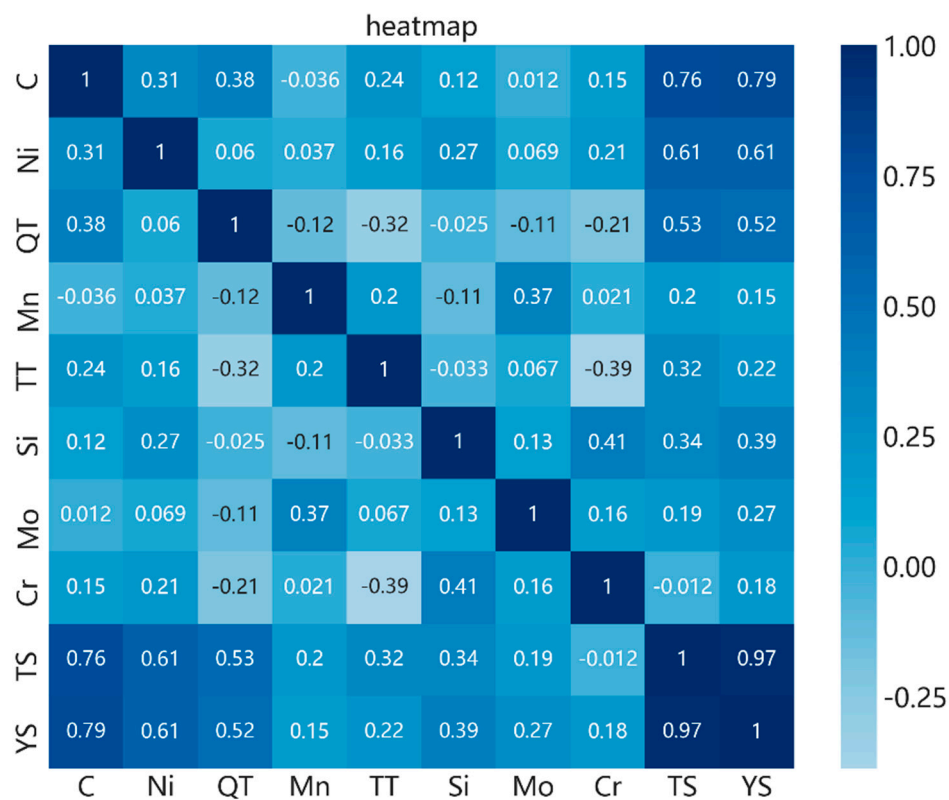 heatmap
C 1 0.31 0.38 -0.036 0.24 0.12 0.012 0.15 0.76 0.79
Ni 0.31 1 0.06 0.037 0.16 0.27 0.069 0.21 0.61 0.61
QT 0.38 0.06 1 -0.12 -0.32 -0.025 -0.11 -0.21 0.53 0.52
Mn -0.036 0.037 -0.12 1 0.2 -0.11 0.37 0.021 0.2 0.15
TT 0.24 0.16 -0.32 0.2 1 -0.033 0.067 -0.39 0.32 0.22
Si 0.12 0.27 -0.025 -0.11 -0.033 1 0.13 0.41 0.34 0.39
Mo 0.012 0.069 -0.11 0.37 0.067 0.13 1 0.16 0.19 0.27
Cr 0.15 0.21 -0.21 0.021 -0.39 0.41 0.16 1 -0.012 0.18
TS 0.76 0.61 0.53 0.2 0.32 0.34 0.19 -0.012 1 0.97
YS 0.79 0.61 0.52 0.15 0.22 0.39 0.27 0.18 0.97 1
C Ni QT Mn TT Si Mo Cr TS YS
1.00
0.75
0.50
0.25
0.00
-0.25